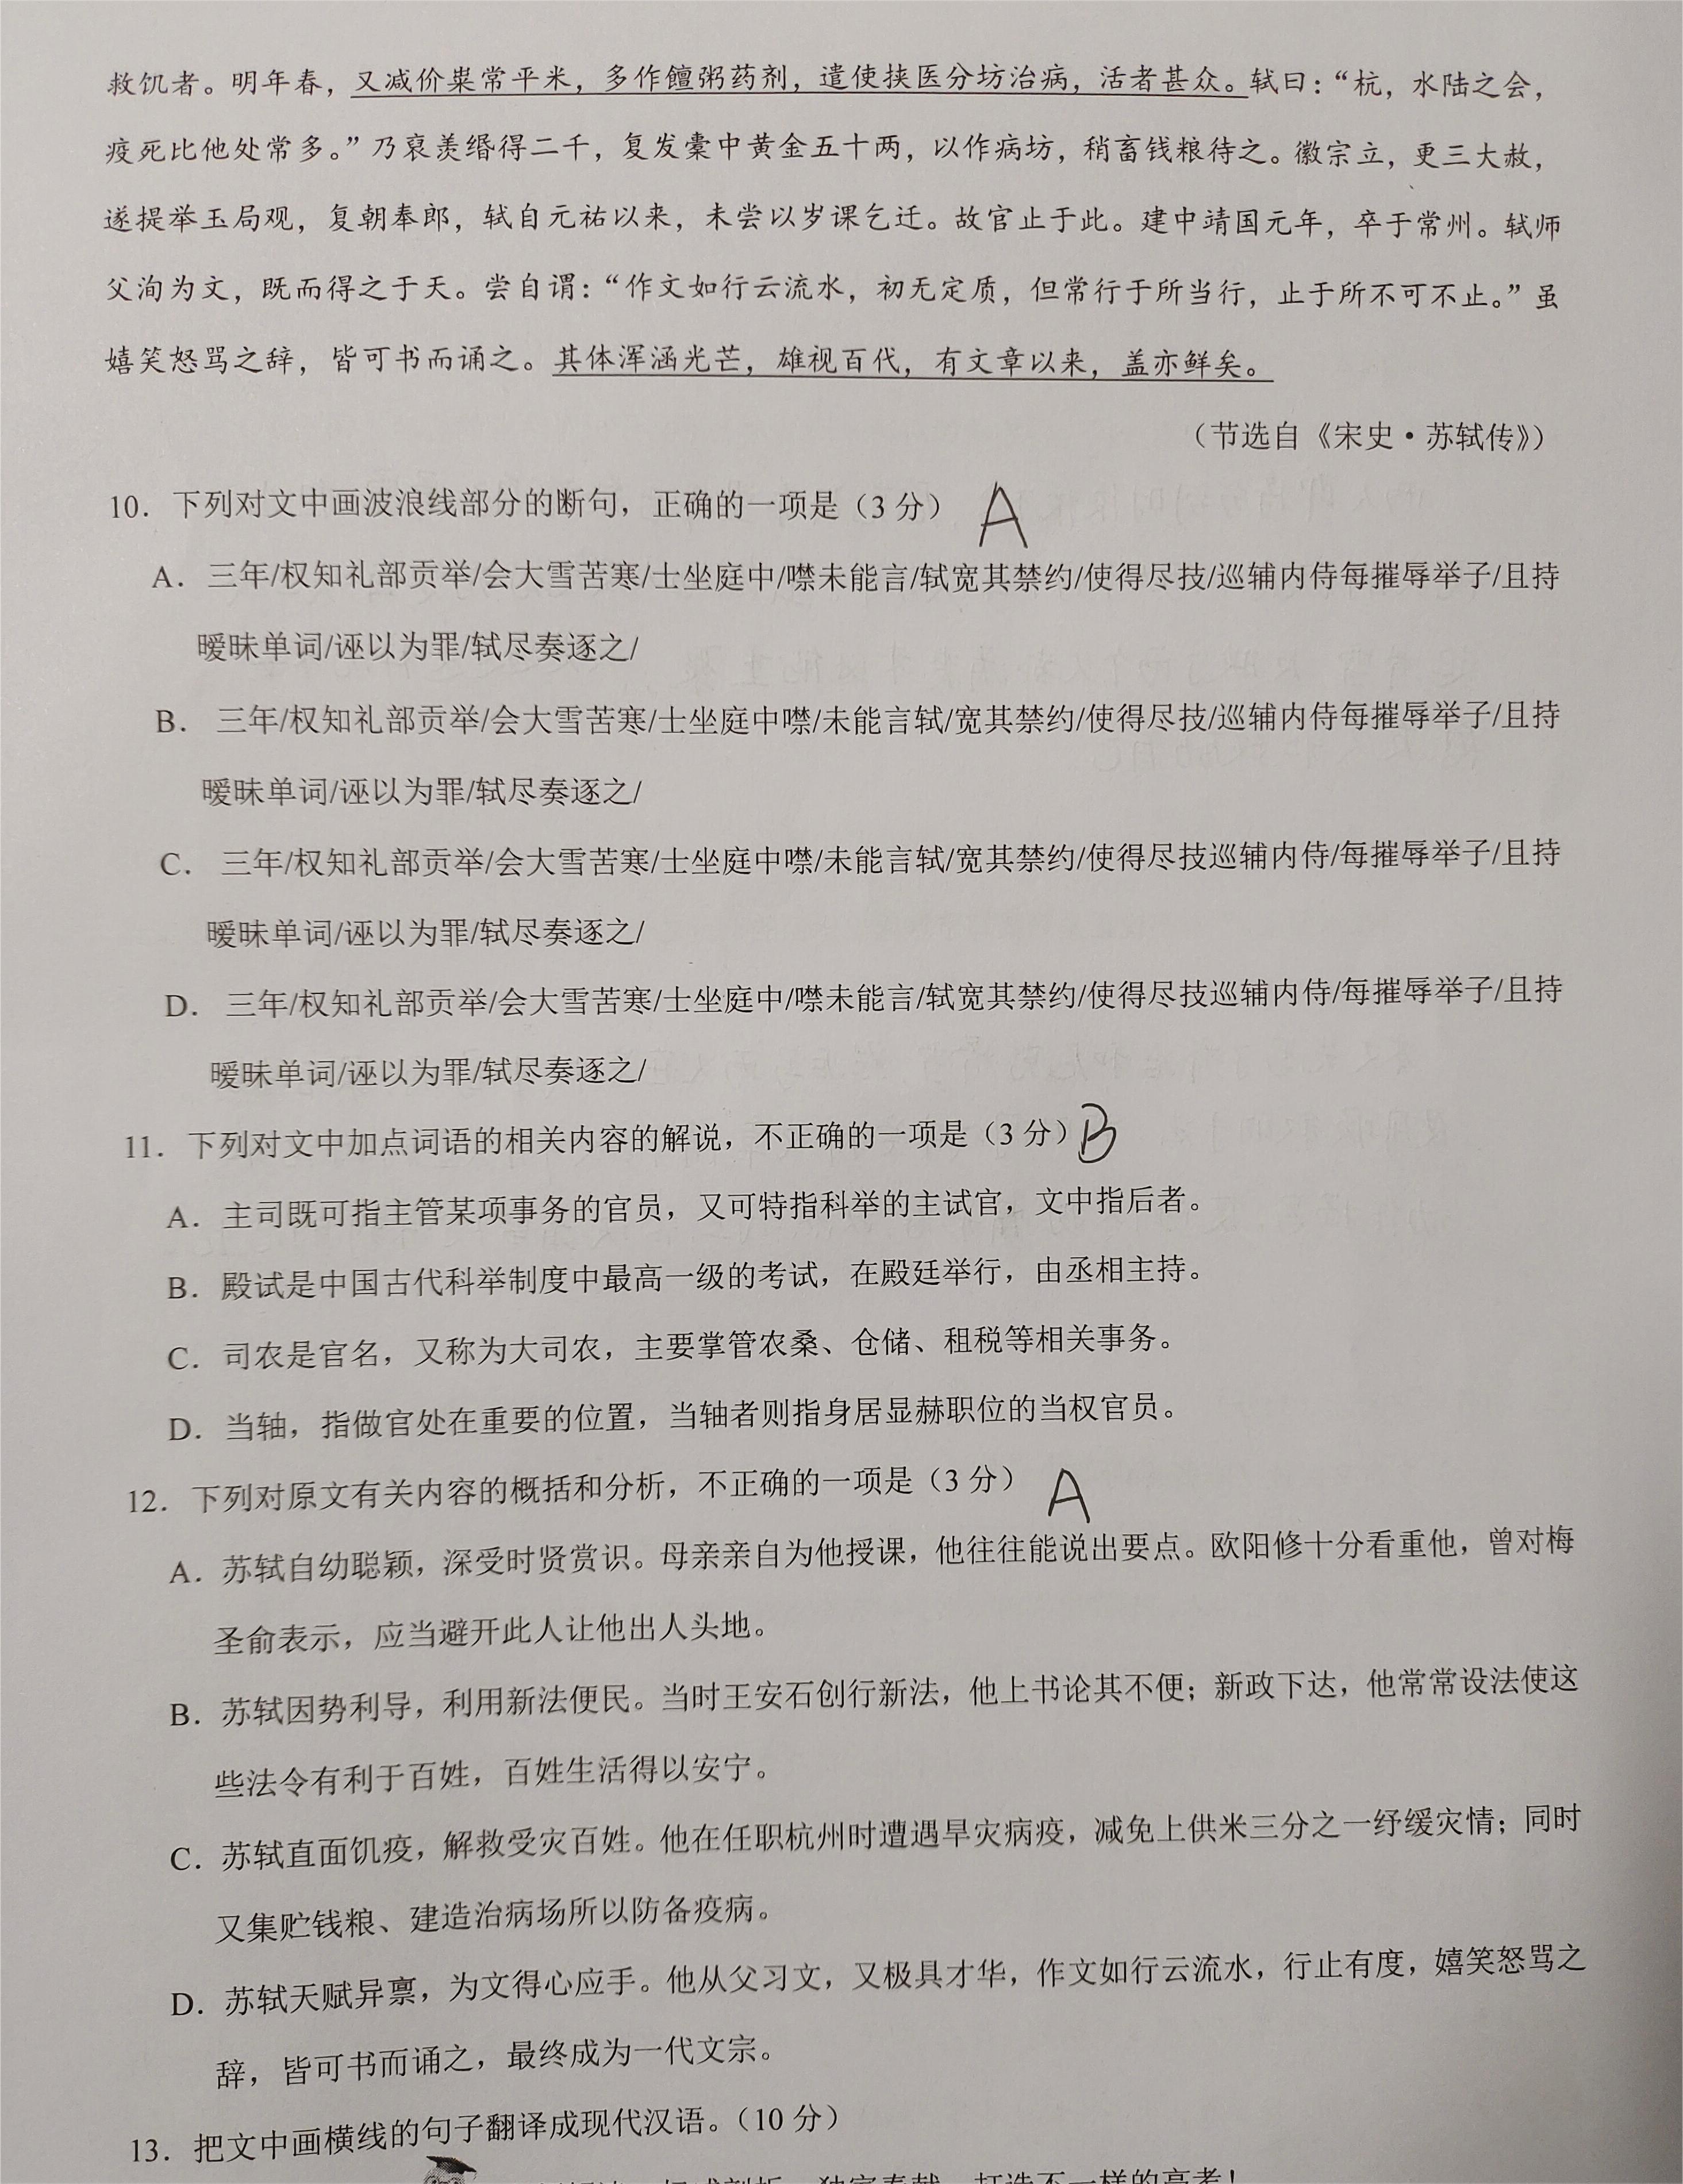 救饥者。明年春，又减价粜常平米，多作饘粥药剂，遣使挟医分坊治病，活者甚众。轼曰：“杭，水陆之会，
疫死比他处常多。”乃裒羡缗得二千，复发囊中黄金五十两，以作病坊，稍畜钱粮待之。徽宗立，更三大赦，
遂提举玉局观，复朝奉郎，轼自元祐以来，未尝以岁课乞迁。故官止于此。建中靖国元年，卒于常州。轼师
父洵为文，既而得之于天。尝自谓：“作文如行云流水，初无定质，但常行于所当行，止于所不可不止。”虽
嬉笑怒骂之辞，皆可书而诵之。其体浑涵光芒，雄视百代，有文章以来，盖亦鲜矣。
（节选自《宋史·苏轼传》）
10．下列对文中画波浪线部分的断句，正确的一项是（3 分） A
A．三年/权知礼部贡举/会大雪苦寒/士坐庭中/噤未能言/轼宽其禁约/使得尽技/巡辅内侍每摧辱举子/且持
暧昧单词/诬以为罪/轼尽奏逐之/
B． 三年/权知礼部贡举/会大雪苦寒/士坐庭中噤/未能言轼/宽其禁约/使得尽技/巡辅内侍每摧辱举子/且持
暧昧单词/诬以为罪/轼尽奏逐之/
C． 三年/权知礼部贡举/会大雪苦寒/士坐庭中噤/未能言轼/宽其禁约/使得尽技巡辅内侍/每摧辱举子/且持
暧昧单词/诬以为罪/轼尽奏逐之/
D． 三年/权知礼部贡举/会大雪苦寒/士坐庭中/噤未能言/轼宽其禁约/使得尽技巡辅内侍/每摧辱举子/且持
暧昧单词/诬以为罪/轼尽奏逐之/
11．下列对文中加点词语的相关内容的解说，不正确的一项是（3 分）B
A．主司既可指主管某项事务的官员，又可特指科举的主试官，文中指后者。
B．殿试是中国古代科举制度中最高一级的考试，在殿廷举行，由丞相主持。
C．司农是官名，又称为大司农，主要掌管农桑、仓储、租税等相关事务。
D．当轴，指做官处在重要的位置，当轴者则指身居显赫职位的当权官员。
12．下列对原文有关内容的概括和分析，不正确的一项是（3 分） A
A．苏轼自幼聪颖，深受时贤赏识。母亲亲自为他授课，他往往能说出要点。欧阳修十分看重他，曾对梅
圣俞表示，应当避开此人让他出人头地。
B．苏轼因势利导，利用新法便民。当时王安石创行新法，他上书论其不便；新政下达，他常常设法使这
些法令有利于百姓，百姓生活得以安宁。
C．苏轼直面饥疫，解救受灾百姓。他在任职杭州时遭遇旱灾病疫，减免上供米三分之一纾缓灾情；同时
又集贮钱粮、建造治病场所以防备疫病。
D．苏轼天赋异禀，为文得心应手。他从父习文，又极具才华，作文如行云流水，行止有度，嬉笑怒骂之
辞，皆可书而诵之，最终成为一代文宗。
13．把文中画横线的句子翻译成现代汉语。（10 分）